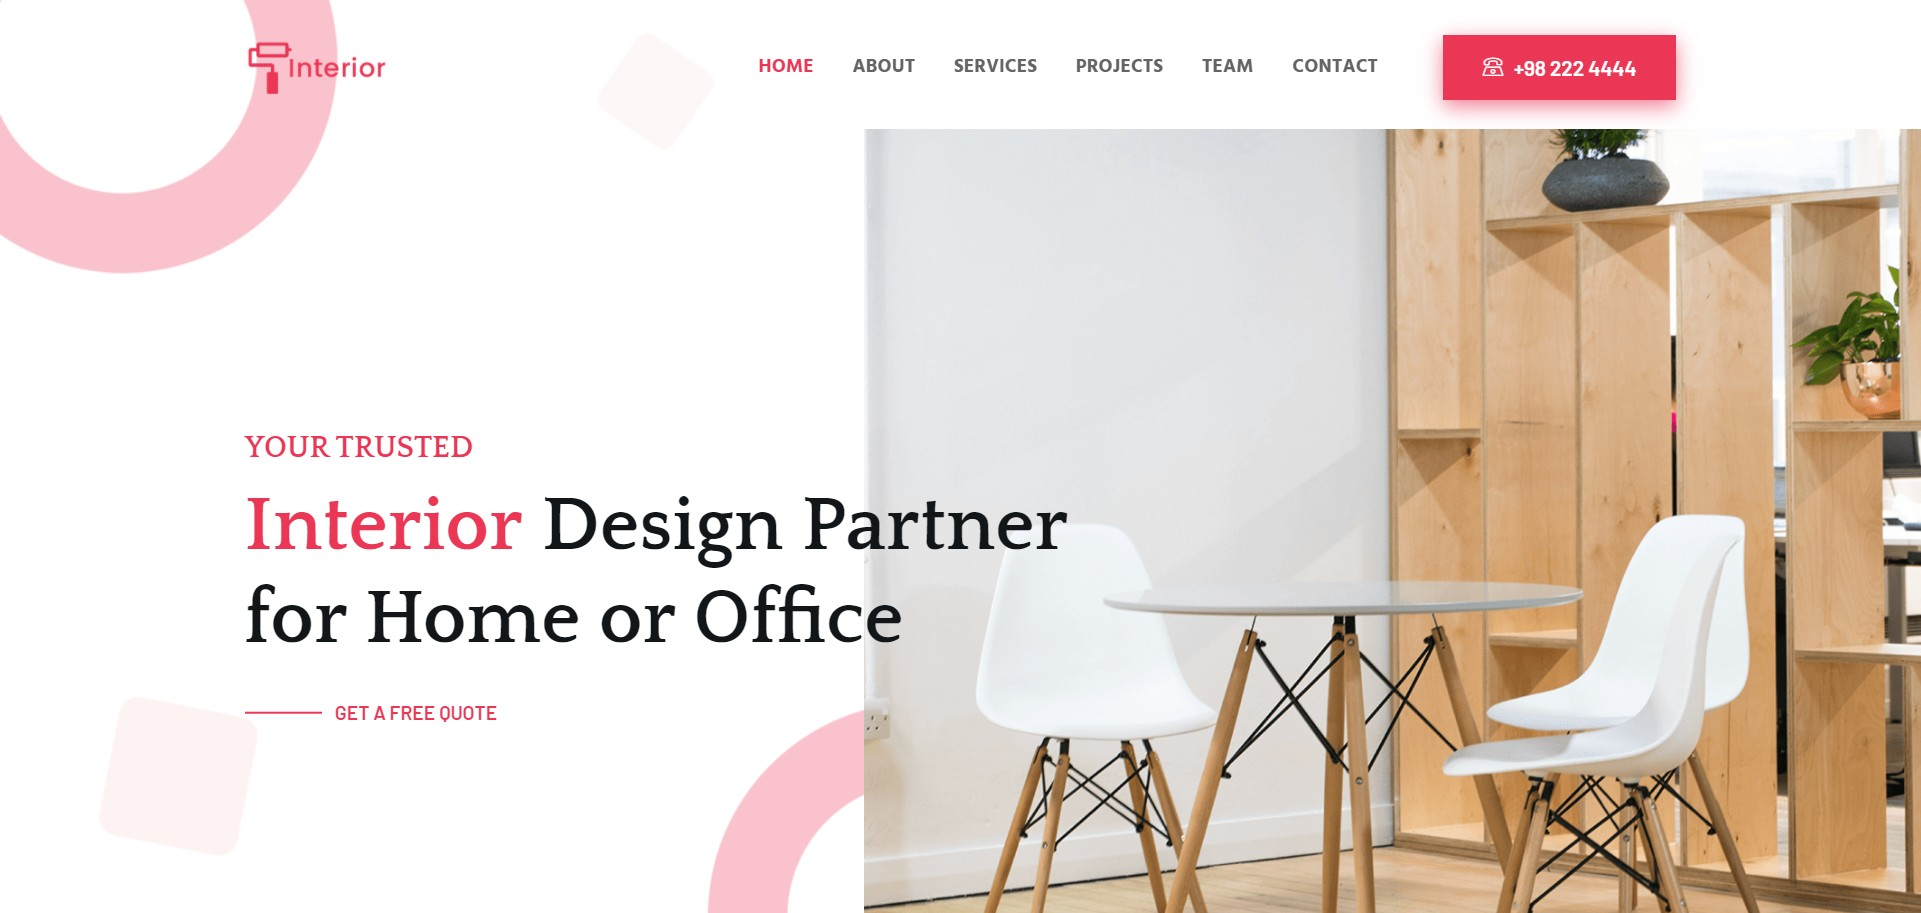 Interior
HOME ABOUT SERVICES PROJECTS TEAM CONTACT
+98 222 4444
YOUR TRUSTED
Interior Design Partner
for Home or Office
GET A FREE QUOTE